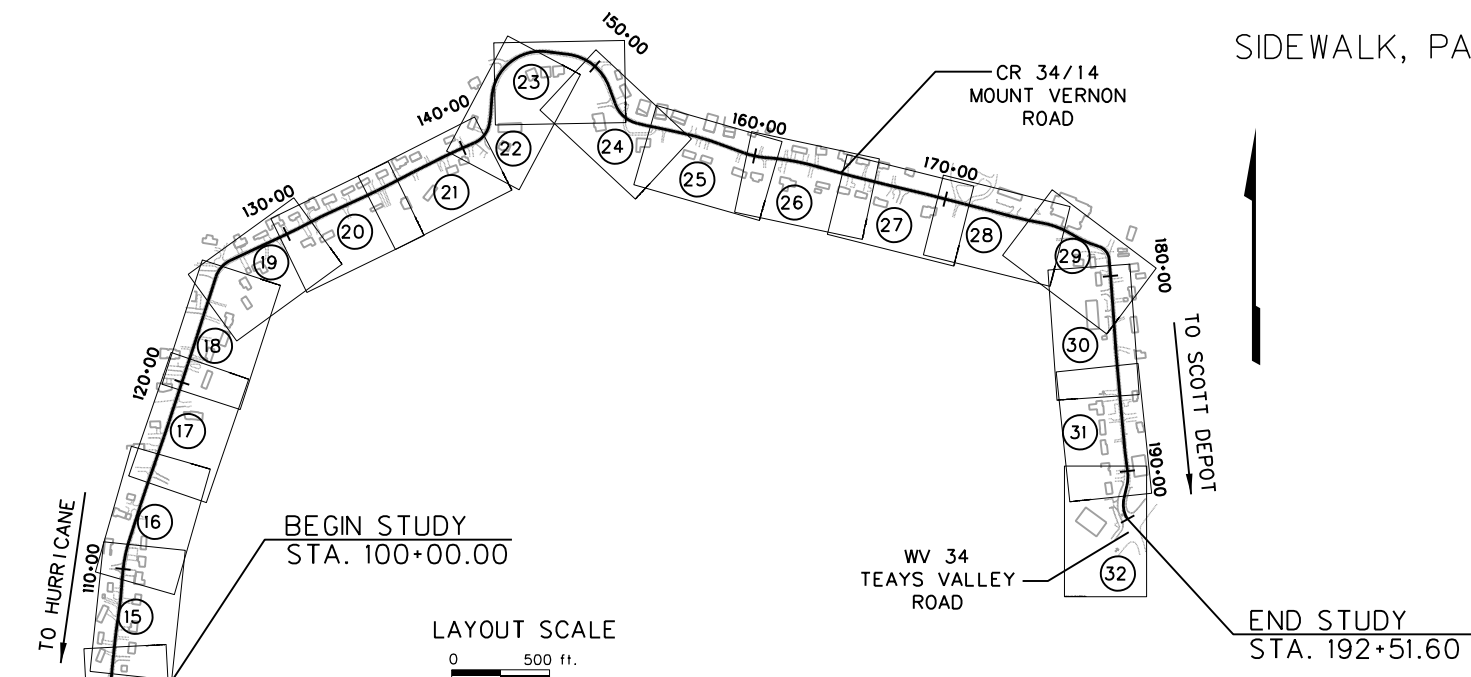 SIDEWALK, PA
150+00
CR 34/14
MOUNT VERNON
ROAD
140+00
160+00
170+00
130+00
180+00
120+00
110+00
190+00
23
22
24
21
25
20
26
27
28
19
29
18
30
17
31
16
32
15
TO SCOTT DEPOT
TO HURRICANE
BEGIN STUDY
STA. 100+00.00
WV 34
TEAYS VALLEY
ROAD
END STUDY
STA. 192+51.60
LAYOUT SCALE
0 500 ft.